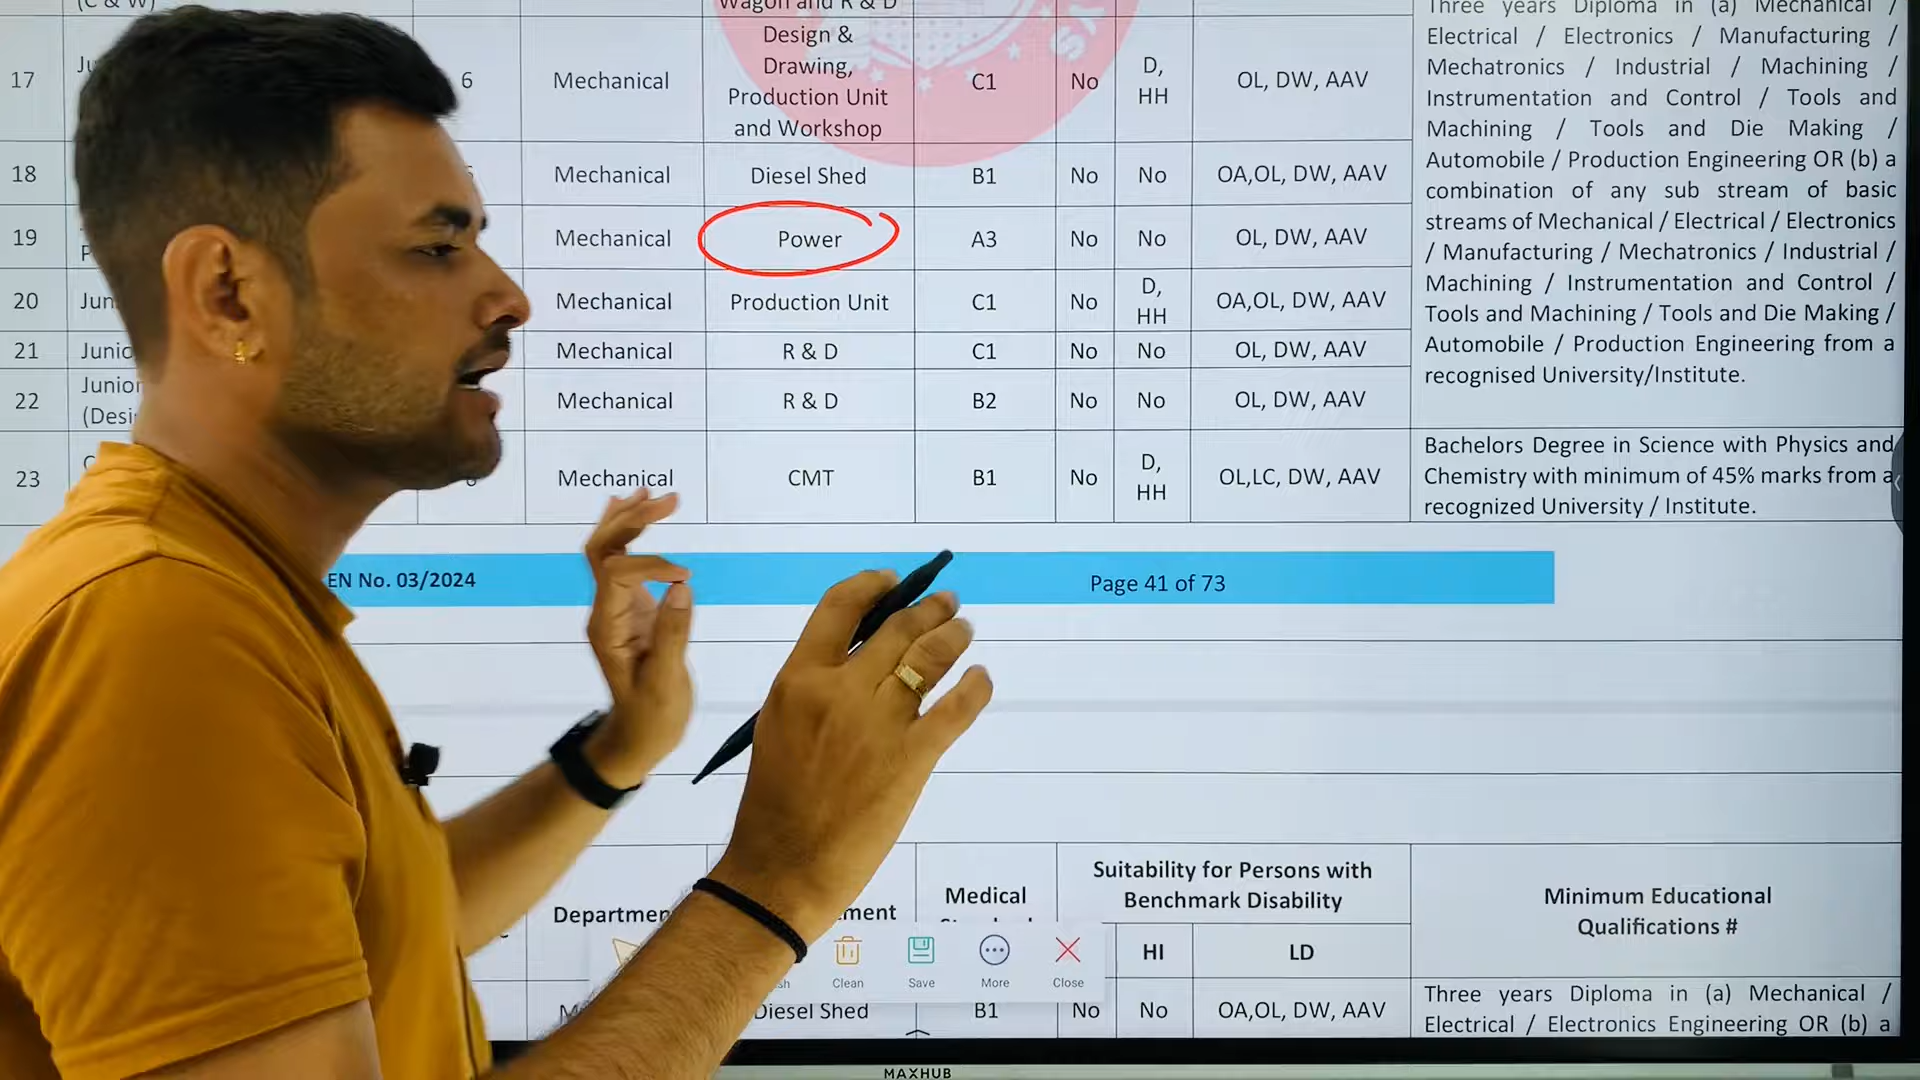 (C & W)
Wagon and R & D
Three years Diploma in (a) Mechanical /
Electrical / Electronics / Manufacturing /
Mechatronics / Industrial / Machining /
Instrumentation and Control / Tools and
Machining / Tools and Die Making /
Automobile / Production Engineering OR (b) a
combination of any sub stream of basic
streams of Mechanical / Electrical / Electronics
/ Manufacturing / Mechatronics / Industrial /
Machining / Instrumentation and Control /
Tools and Machining / Tools and Die Making /
Automobile / Production Engineering from a
recognised University/Institute.
17 Ju 6 Mechanical
Design &
Drawing,
Production Unit
and Workshop
C1 No
D,
HH
OL, DW, AAV
18 Mechanical Diesel Shed B1 No No OA,OL, DW, AAV
19 P Mechanical Power A3 No No OL, DW, AAV
20 Jun Mechanical Production Unit C1 No
D,
HH
OA,OL, DW, AAV
21 Junio Mechanical R & D C1 No No OL, DW, AAV
22 Junior
(Desi
Mechanical R & D B2 No No OL, DW, AAV
23 C 6 Mechanical CMT B1 No
D,
HH
OL,LC, DW, AAV
Bachelors Degree in Science with Physics and
Chemistry with minimum of 45% marks from a
recognized University / Institute.
EN No. 03/2024
Page 41 of 73
Departmen
ment
Medical
Suitability for Persons with
Benchmark Disability
HI LD
Minimum Educational
Qualifications #
Clean
Save
More
Close
Diesel Shed B1 No No OA,OL, DW, AAV
Three years Diploma in (a) Mechanical /
Electrical / Electronics Engineering OR (b) a
MAXHUB